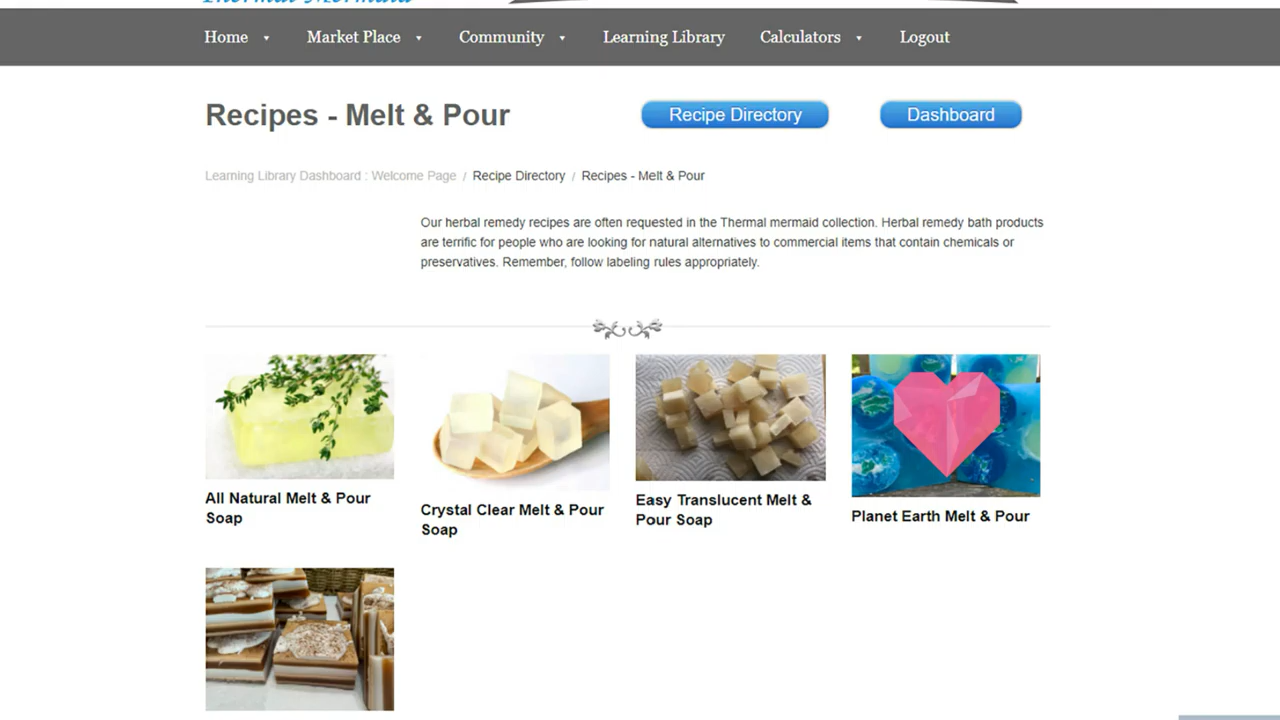 Thermal Mermaid
Home Market Place Community Learning Library Calculators Logout
Recipes - Melt & Pour
Recipe Directory
Dashboard
Learning Library Dashboard : Welcome Page / Recipe Directory / Recipes - Melt & Pour
Our herbal remedy recipes are often requested in the Thermal mermaid collection. Herbal remedy bath products
are terrific for people who are looking for natural alternatives to commercial items that contain chemicals or
preservatives. Remember, follow labeling rules appropriately.
All Natural Melt & Pour
Soap
Crystal Clear Melt & Pour
Soap
Easy Translucent Melt &
Pour Soap
Planet Earth Melt & Pour